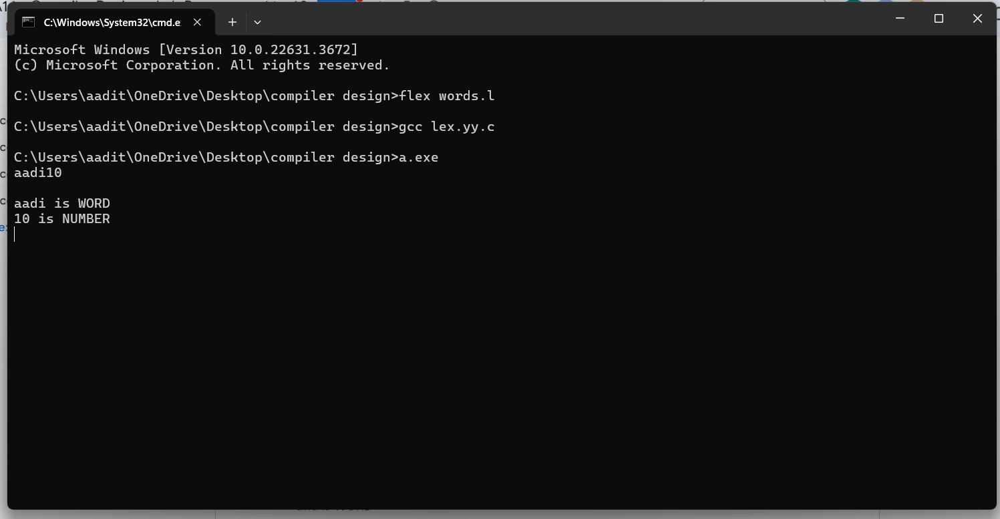 C:\Windows\System32\cmd.e
Microsoft Windows [Version 10.0.22631.3672]
(c) Microsoft Corporation. All rights reserved.
C:\Users\aadit\OneDrive\Desktop\compiler design>flex words.l
C:\Users\aadit\OneDrive\Desktop\compiler design>gcc lex.yy.c
C:\Users\aadit\OneDrive\Desktop\compiler design>a.exe
aadi10
aadi is WORD
10 is NUMBER